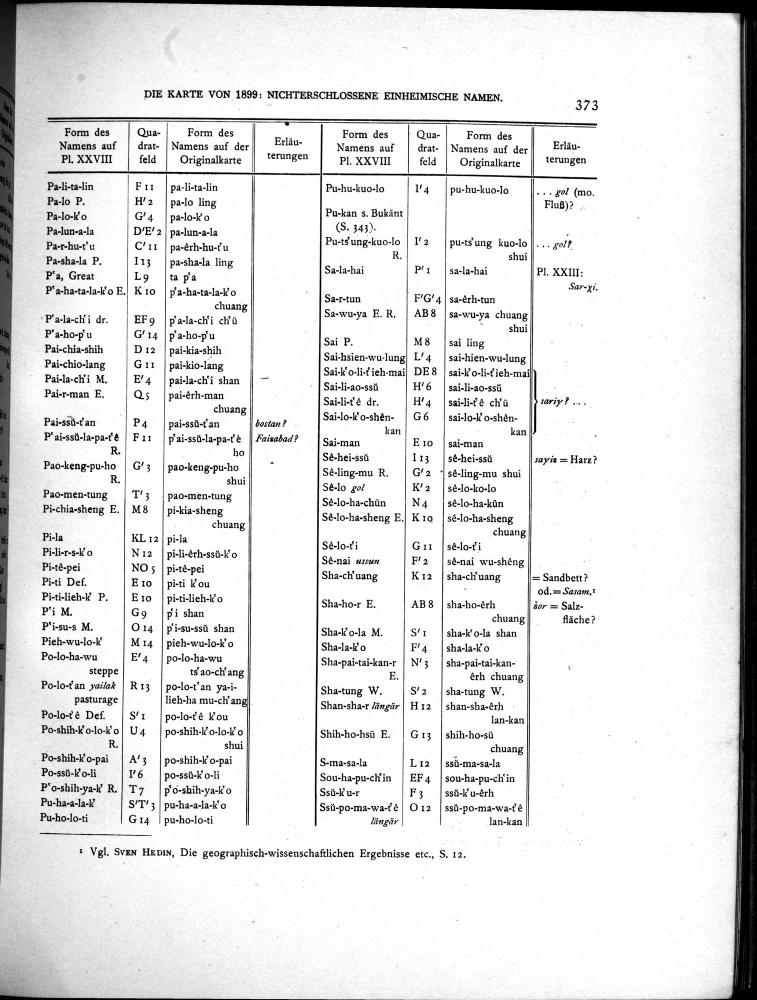 DIE KARTE VON 1899: NICHTERSCHLOSSENE EINHEIMISCHE NAMEN.
373
Form des Namens auf Pl. XXVIII | Qua-drat-feld | Form des Namens auf der Originalkarte | Erläu-terungen
Pa-li-ta-lin F 11 pa-li-ta-lin
Pa-lo P. H' 2 pa-lo ling
Pa-lo-k'o G' 4 pa-lo-k'o
Pa-lun-a-la D'E' 2 pa-lun-a-la
Pa-r-hu-t'u C' 11 pa-êrh-hu-t'u
Pa-sha-la P. I 13 pa-sha-la ling
P'a, Great L 9 ta p'a
P'a-ha-ta-la-k'o E. K 10 p'a-ha-ta-la-k'o
chuang
P'a-la-ch'i dr. EF 9 p'a-la-ch'i ch'ü
P'a-ho-p'u G' 14 p'a-ho-p'u
Pai-chia-shih D 12 pai-kia-shih
Pai-chio-lang G 11 pai-kio-lang
Pai-la-ch'i M. E' 4 pai-la-ch'i shan —
Pai-r-man E. Q 5 pai-êrh-man
chuang
Pai-ssŭ-t'an P 4 pai-ssŭ-t'an bostan?
P'ai-ssŭ-la-pa-t'ê F 11 p'ai-ssŭ-la-pa-t'ê Faizabad?
R. ho
Pao-keng-pu-ho G' 3 pao-keng-pu-ho
R. shui
Pao-men-tung T' 3 pao-men-tung
Pi-chia-sheng E. M 8 pi-kia-sheng
chuang
Pi-la KL 12 pi-la
Pi-li-r-s-k'o N 12 pi-li-êrh-ssŭ-k'o
Pi-tê-pei NO 5 pi-tê-pei
Pi-ti Def. E 10 pi-ti k'ou
Pi-ti-lieh-k' P. E 10 pi-ti-lieh-k'o
P'i M. G 9 p'i shan
P'i-su-s M. O 14 p'i-su-ssŭ shan
Pieh-wu-lo-k' M 14 pieh-wu-lo-k'o
Po-lo-ha-wu E' 4 po-lo-ha-wu
steppe ts'ao-ch'ang
Po-lo-t'an yailak R 13 po-lo-t'an ya-i-
pasturage lieh-ha mu-ch'ang
Po-lo-t'ê Def. S' 1 po-lo-t'ê k'ou
Po-shih-k'o-lo-k'o U 4 po-shih-k'o-lo-k'o
R. shui
Po-shih-k'o-pai A' 3 po-shih-k'o-pai
Po-ssŭ-k'o-li I' 6 po-ssŭ-k'o-li
P'o-shih-ya-k' R. T 7 p'o-shih-ya-k'o
Pu-ha-a-la-k' S'T' 3 pu-ha-a-la-k'o
Pu-ho-lo-ti G 14 pu-ho-lo-ti
Form des Namens auf Pl. XXVIII | Qua-drat-feld | Form des Namens auf der Originalkarte | Erläu-terungen
Pu-hu-kuo-lo I' 4 pu-hu-kuo-lo ... gol (mo.
Fluß)?
Pu-kan s. Bukänt
(S. 343).
Pu-ts'ung-kuo-lo I' 2 pu-ts'ung kuo-lo ... gol?
R. shui
Sa-la-hai P' 1 sa-la-hai Pl. XXIII:
Sar-χi.
Sa-r-tun F'G' 4 sa-êrh-tun
Sa-wu-ya E. R. AB 8 sa-wu-ya chuang
shui
Sai P. M 8 sai ling
Sai-hsien-wu-lung L' 4 sai-hien-wu-lung
Sai-k'o-li-t'ieh-mai DE 8 sai-k'o-li-t'ieh-mai
Sai-li-ao-ssŭ H' 6 sai-li-ao-ssŭ
Sai-li-t'ê dr. H' 4 sai-li-t'ê ch'ü sariy? ...
Sai-lo-k'o-shên- G 6 sai-lo-k'o-shên-
kan kan
Sai-man E 10 sai-man
Sê-hei-ssŭ I 13 sê-hei-ssŭ sayiz = Harz?
Sê-ling-mu R. G' 2 sê-ling-mu shui
Sê-lo gol K' 2 sê-lo-ko-lo
Sê-lo-ha-chün N 4 sê-lo-ha-kün
Sê-lo-ha-sheng E. K 10 sê-lo-ha-sheng
chuang
Sê-lo-t'i G 11 sê-lo-t'i
Sê-nai ussun F' 2 sê-nai wu-shêng
Sha-ch'uang K 12 sha-ch'uang = Sandbett?
od. = Sasam.¹
Sha-ho-r E. AB 8 sha-ho-êrh šor = Salz-
chuang fläche?
Sha-k'o-la M. S' 1 sha-k'o-la shan
Sha-la-k'o F' 4 sha-la-k'o
Sha-pai-tai-kan-r N' 3 sha-pai-tai-kan-
E. êrh chuang
Sha-tung W. S' 2 sha-tung W.
Shan-sha-r längär H 12 shan-sha-êrh
lan-kan
Shih-ho-hsü E. G 13 shih-ho-sü
chuang
S-ma-sa-la L 12 ssŭ-ma-sa-la
Sou-ha-pu-ch'in EF 4 sou-ha-pu-ch'in
Ssŭ-k'u-r F 3 ssŭ-k'u-êrh
Ssŭ-po-ma-wa-t'ê O 12 ssŭ-po-ma-wa-t'ê
längär lan-kan
¹ Vgl. SVEN HEDIN, Die geographisch-wissenschaftlichen Ergebnisse etc., S. 12.